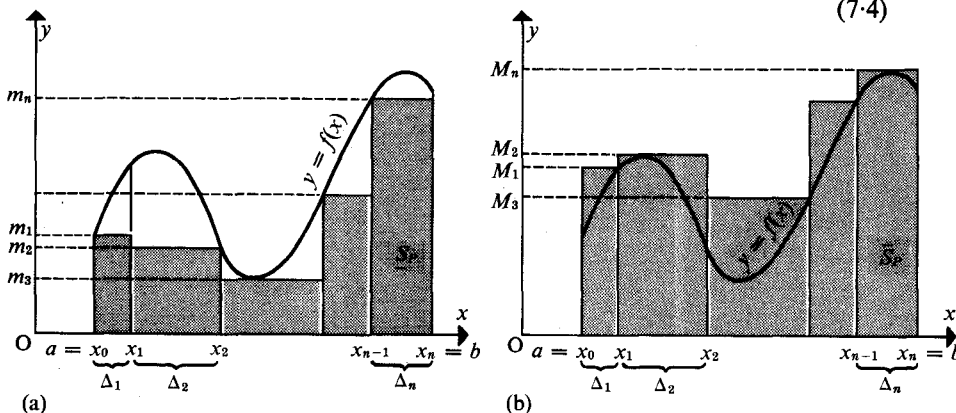 (7·4)
y
m_n
y = f(x)
m_1
m_2
m_3
S_P
x
O
a = x_0 x_1 x_2 x_{n-1} x_n = b
Δ_1 Δ_2 Δ_n
(a)
y
M_n
M_2
M_1
M_3
y = f(x)
S_P
x
O
a = x_0 x_1 x_2 x_{n-1} x_n = b
Δ_1 Δ_2 Δ_n
(b)